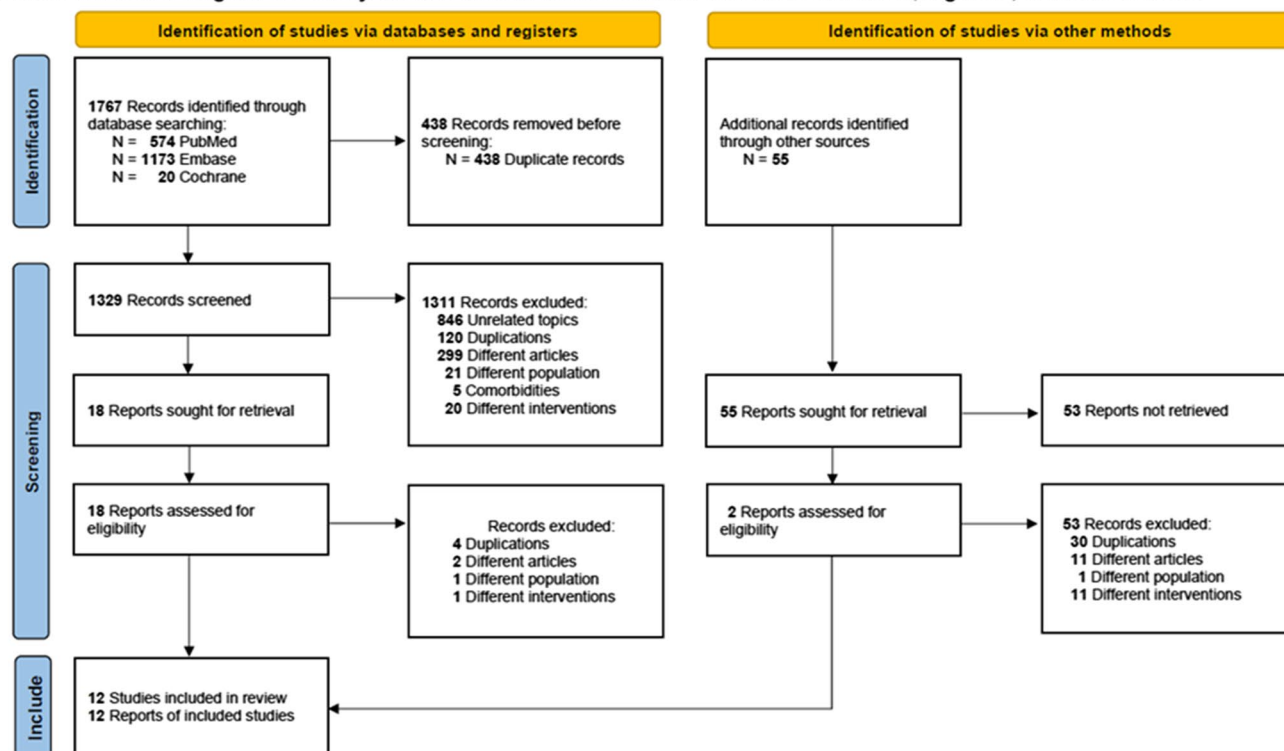 Identification of studies via databases and registers
Identification of studies via other methods
Identification
1767 Records identified through
database searching:
N = 574 PubMed
N = 1173 Embase
N = 20 Cochrane
438 Records removed before
screening:
N = 438 Duplicate records
Additional records identified
through other sources
N = 55
Screening
1329 Records screened
1311 Records excluded:
846 Unrelated topics
120 Duplications
299 Different articles
21 Different population
5 Comorbidities
20 Different interventions
18 Reports sought for retrieval
55 Reports sought for retrieval
53 Reports not retrieved
18 Reports assessed for
eligibility
Records excluded:
4 Duplications
2 Different articles
1 Different population
1 Different interventions
2 Reports assessed for
eligibility
53 Records excluded:
30 Duplications
11 Different articles
1 Different population
11 Different interventions
Include
12 Studies included in review
12 Reports of included studies